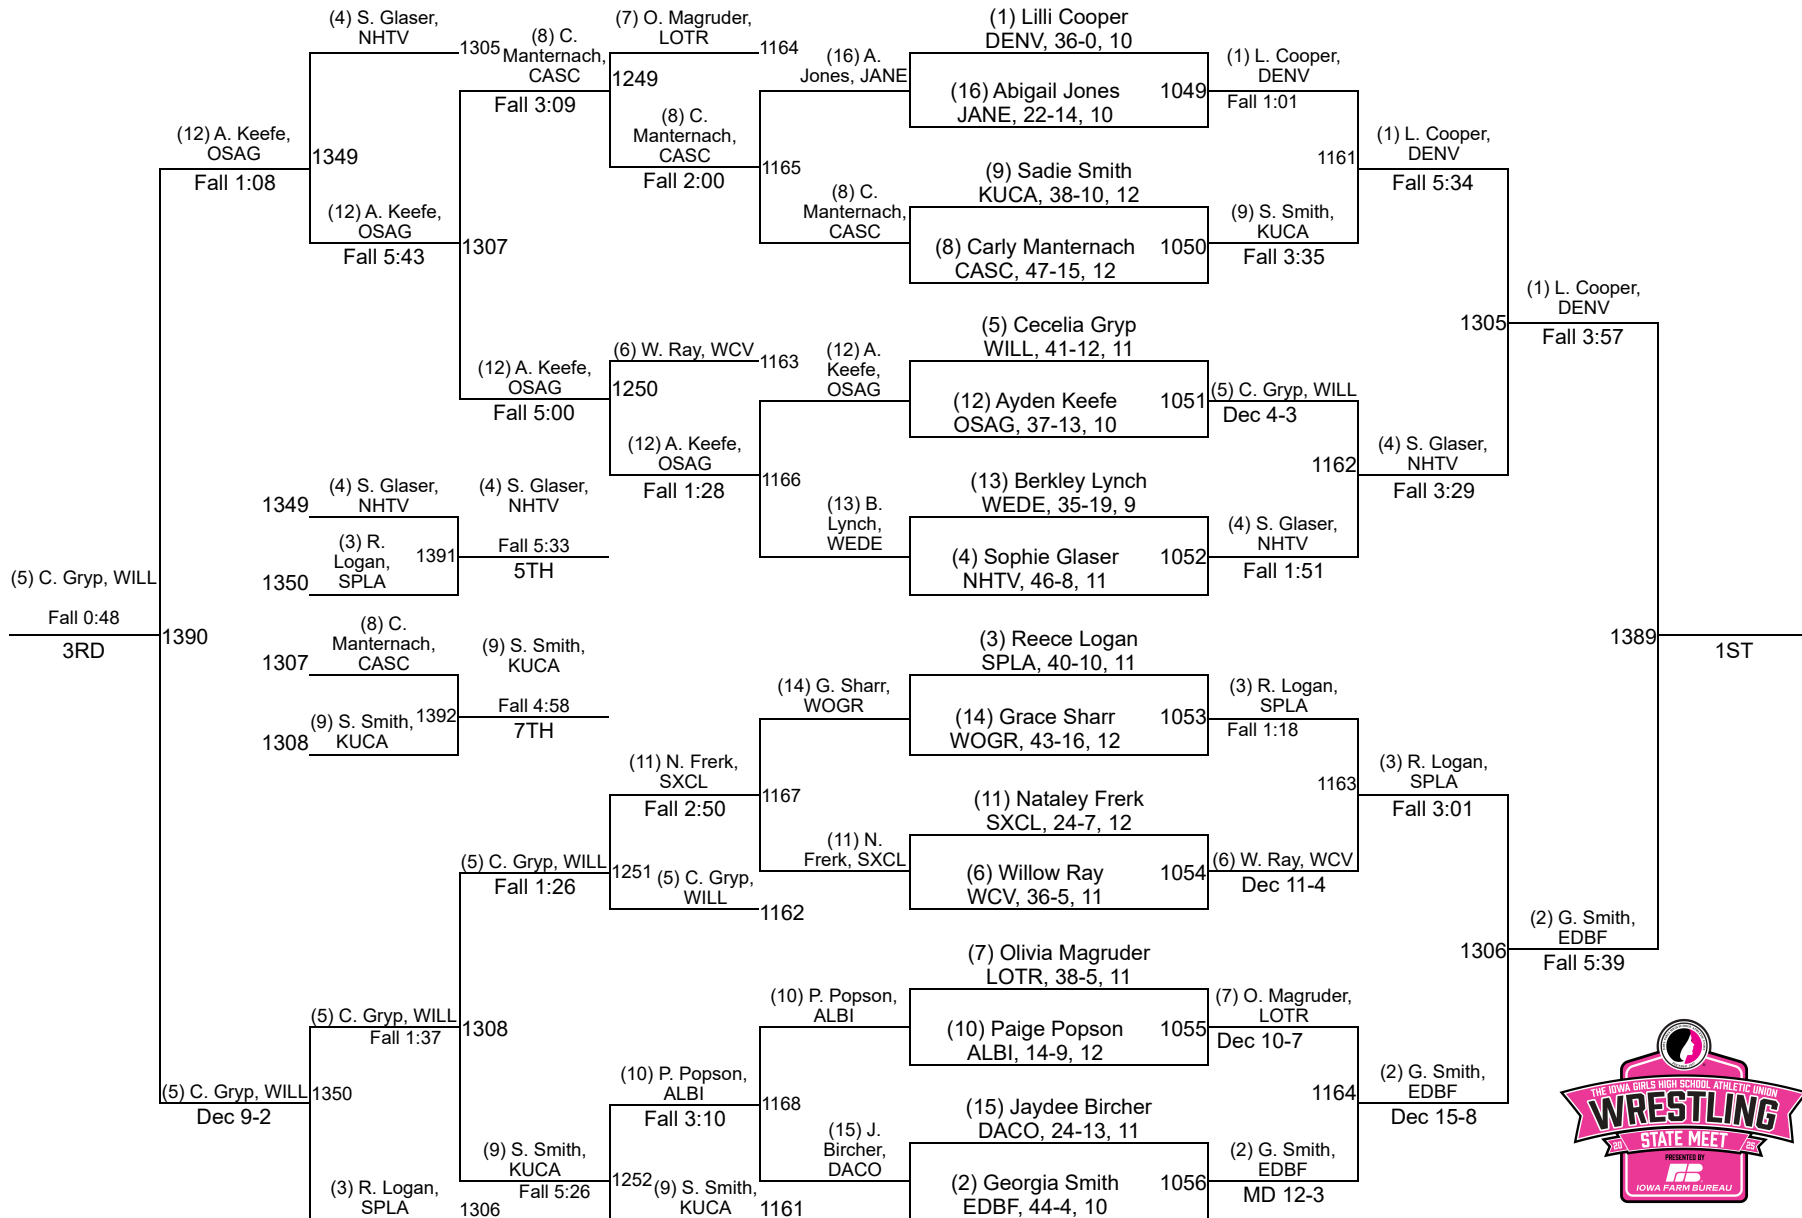 (4) S. Glaser,
NHTV
1305
(8) C.
Manternach,
CASC
Fall 3:09
(7) O. Magruder,
LOTR
1164
1249
(8) C.
Manternach,
CASC
Fall 2:00
(16) A.
Jones, JANE
1165
(8) C.
Manternach,
CASC
(1) Lilli Cooper
DENV, 36-0, 10
(16) Abigail Jones
JANE, 22-14, 10
1049
(1) L. Cooper,
DENV
Fall 1:01
(9) Sadie Smith
KUCA, 38-10, 12
(8) Carly Manternach
CASC, 47-15, 12
1050
(9) S. Smith,
KUCA
Fall 3:35
1161
(1) L. Cooper,
DENV
Fall 5:34
(12) A. Keefe,
OSAG
Fall 1:08
1349
(12) A. Keefe,
OSAG
Fall 5:43
1307
(12) A. Keefe,
OSAG
Fall 5:00
(6) W. Ray, WCV
1163
1250
(12) A. Keefe,
OSAG
Fall 1:28
(12) A.
Keefe,
OSAG
1166
(13) B.
Lynch,
WEDE
(5) Cecelia Gryp
WILL, 41-12, 11
(12) Ayden Keefe
OSAG, 37-13, 10
1051
(5) C. Gryp, WILL
Dec 4-3
(13) Berkley Lynch
WEDE, 35-19, 9
(4) Sophie Glaser
NHTV, 46-8, 11
1052
(4) S. Glaser,
NHTV
Fall 1:51
1162
(4) S. Glaser,
NHTV
Fall 3:29
1305
(1) L. Cooper,
DENV
Fall 3:57
1349
(4) S. Glaser,
NHTV
(3) R.
Logan,
SPLA
1350
1391
(4) S. Glaser,
NHTV
Fall 5:33
5TH
(5) C. Gryp, WILL
Fall 0:48
3RD
1390
1307
(8) C.
Manternach,
CASC
(9) S. Smith,
KUCA
1308
1392
(9) S. Smith,
KUCA
Fall 4:58
7TH
1389
1ST
(14) G. Sharr,
WOGR
(3) Reece Logan
SPLA, 40-10, 11
(14) Grace Sharr
WOGR, 43-16, 12
1053
(3) R. Logan,
SPLA
Fall 1:18
(11) N. Frerk,
SXCL
Fall 2:50
1167
(11) N.
Frerk, SXCL
(11) Nataley Frerk
SXCL, 24-7, 12
(6) Willow Ray
WCV, 36-5, 11
1054
(6) W. Ray, WCV
Dec 11-4
1163
(3) R. Logan,
SPLA
Fall 3:01
(5) C. Gryp, WILL
Fall 1:26
1251
(5) C. Gryp,
WILL
1162
(7) Olivia Magruder
LOTR, 38-5, 11
(10) P. Popson,
ALBI
(10) Paige Popson
ALBI, 14-9, 12
1055
(7) O. Magruder,
LOTR
Dec 10-7
1306
(2) G. Smith,
EDBF
Fall 5:39
(5) C. Gryp, WILL
Fall 1:37
1308
(5) C. Gryp, WILL
Dec 9-2
1350
(10) P. Popson,
ALBI
Fall 3:10
1168
(15) J.
Bircher,
DACO
(15) Jaydee Bircher
DACO, 24-13, 11
(2) Georgia Smith
EDBF, 44-4, 10
1056
(2) G. Smith,
EDBF
MD 12-3
1164
(2) G. Smith,
EDBF
Dec 15-8
(3) R. Logan,
SPLA
1306
(9) S. Smith,
KUCA
Fall 5:26
1252
(9) S. Smith,
KUCA
1161
THE IOWA GIRLS HIGH SCHOOL ATHLETIC UNION
WRESTLING
20 STATE MEET 25
PRESENTED BY
FB
IOWA FARM BUREAU